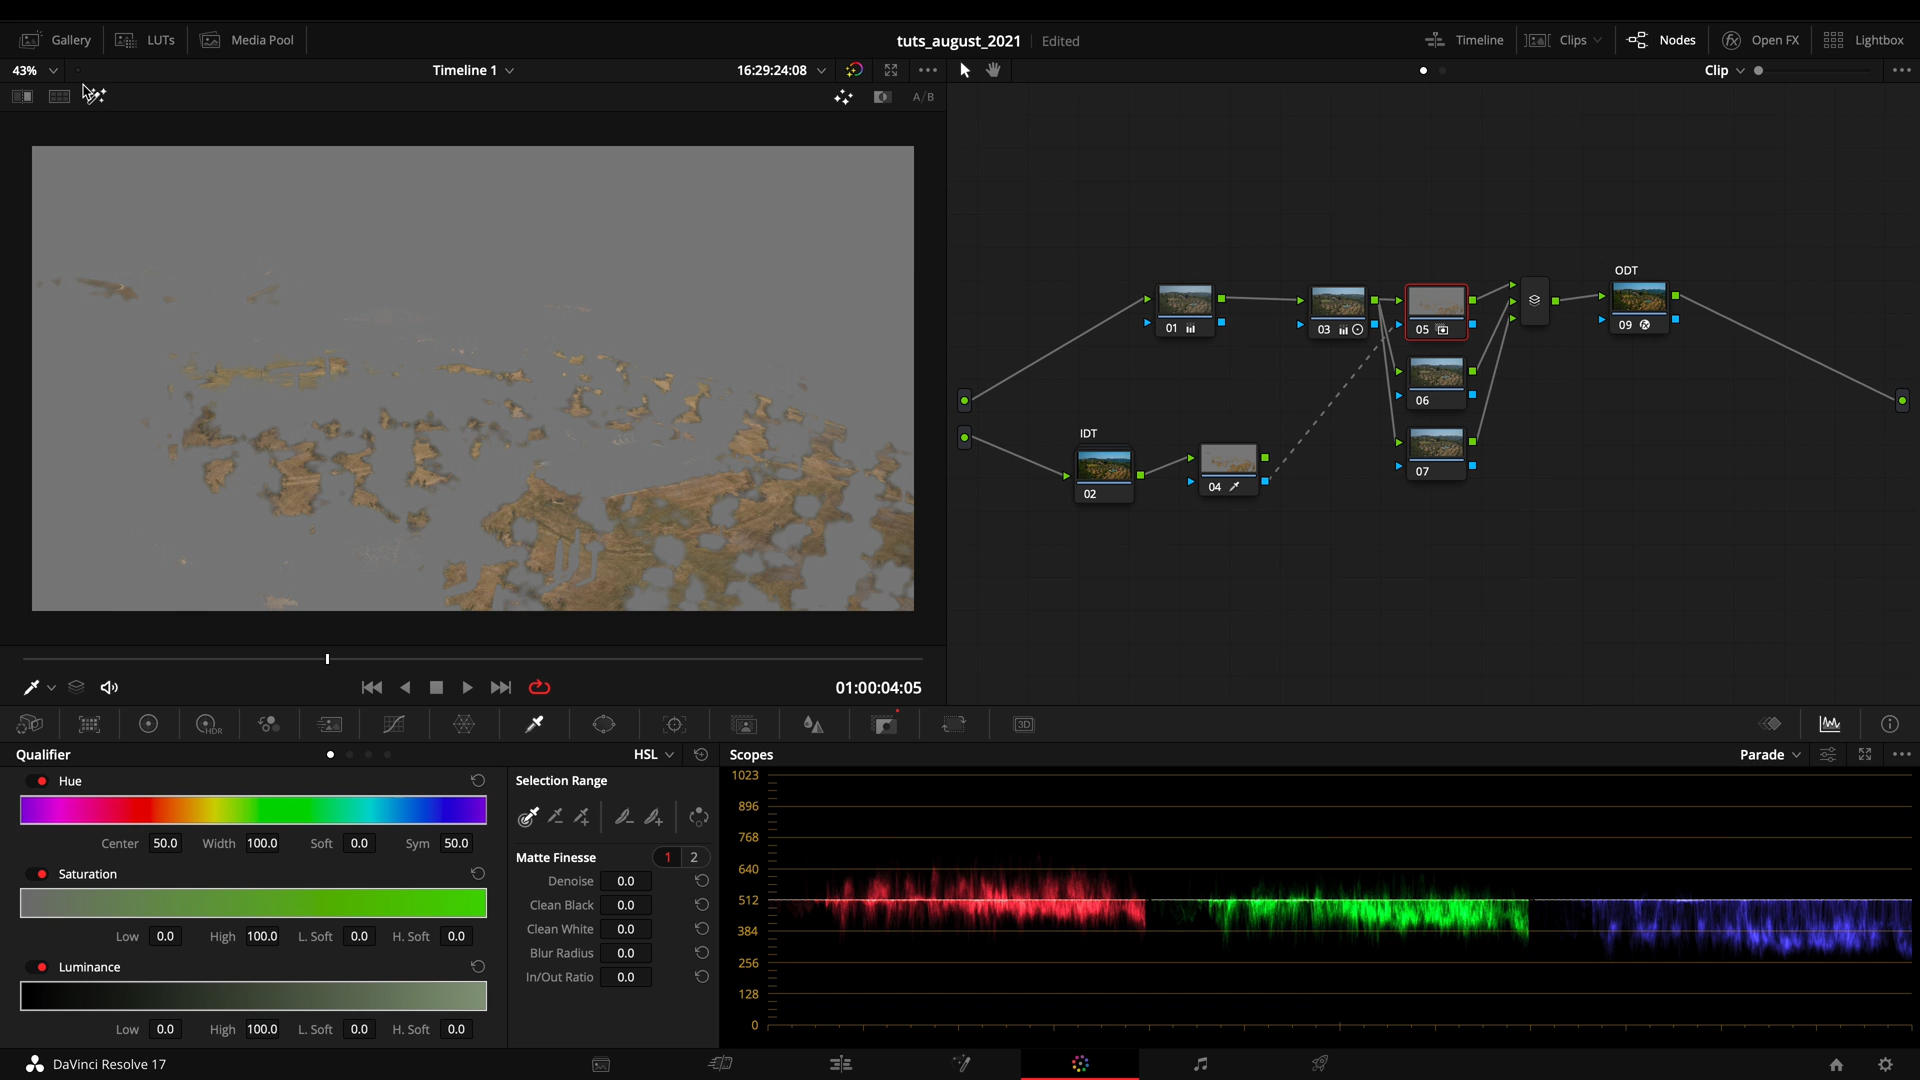 Gallery LUTs Media Pool tuts_august_2021 Edited Timeline Clips Nodes fx Open FX Lightbox
43% Timeline 1 16:29:24:08 Clip
A/B
ODT
01 03 05 09
06
IDT
07
02 04
01:00:04:05
HDR 3D
Qualifier HSL Scopes Parade
Hue
Center 50.0 Width 100.0 Soft 0.0 Sym 50.0
Saturation
Low 0.0 High 100.0 L. Soft 0.0 H. Soft 0.0
Luminance
Low 0.0 High 100.0 L. Soft 0.0 H. Soft 0.0
Selection Range
Matte Finesse 1 2
Denoise 0.0
Clean Black 0.0
Clean White 0.0
Blur Radius 0.0
In/Out Ratio 0.0
1023
896
768
640
512
384
256
128
0
DaVinci Resolve 17